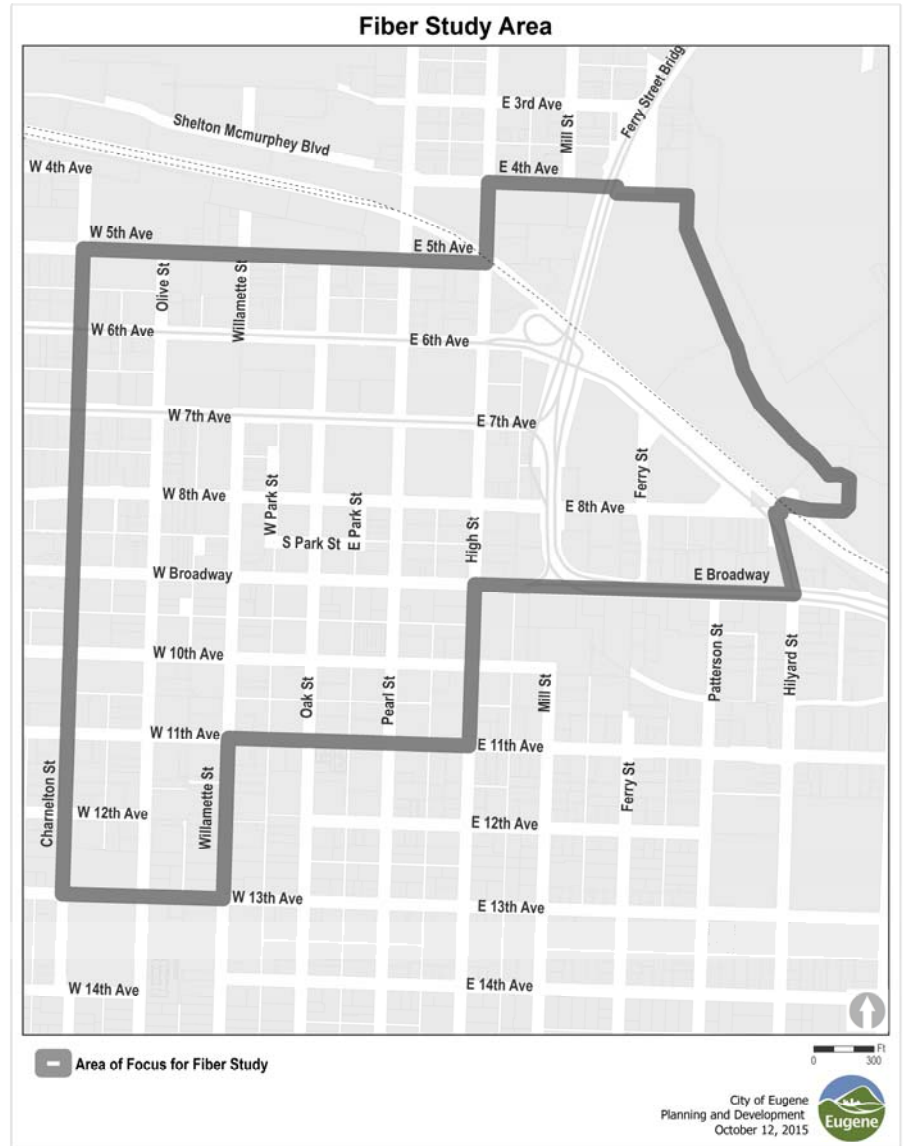 Fiber Study Area
E 3rd Ave
Mill St
Ferry Street Bridg
Shelton Mcmurphey Blvd
W 4th Ave
E 4th Ave
W 5th Ave
E 5th Ave
Olive St
Willamette St
W 6th Ave
E 6th Ave
W 7th Ave
E 7th Ave
W 8th Ave
W Park St
E Park St
S Park St
High St
E 8th Ave
Ferry St
W Broadway
E Broadway
W 10th Ave
Oak St
Pearl St
Mill St
Patterson St
Hilyard St
W 11th Ave
E 11th Ave
Charnelton St
Willamette St
Ferry St
W 12th Ave
E 12th Ave
W 13th Ave
E 13th Ave
W 14th Ave
E 14th Ave
Area of Focus for Fiber Study
Ft
0 300
City of Eugene
Planning and Development
October 12, 2015
Eugene